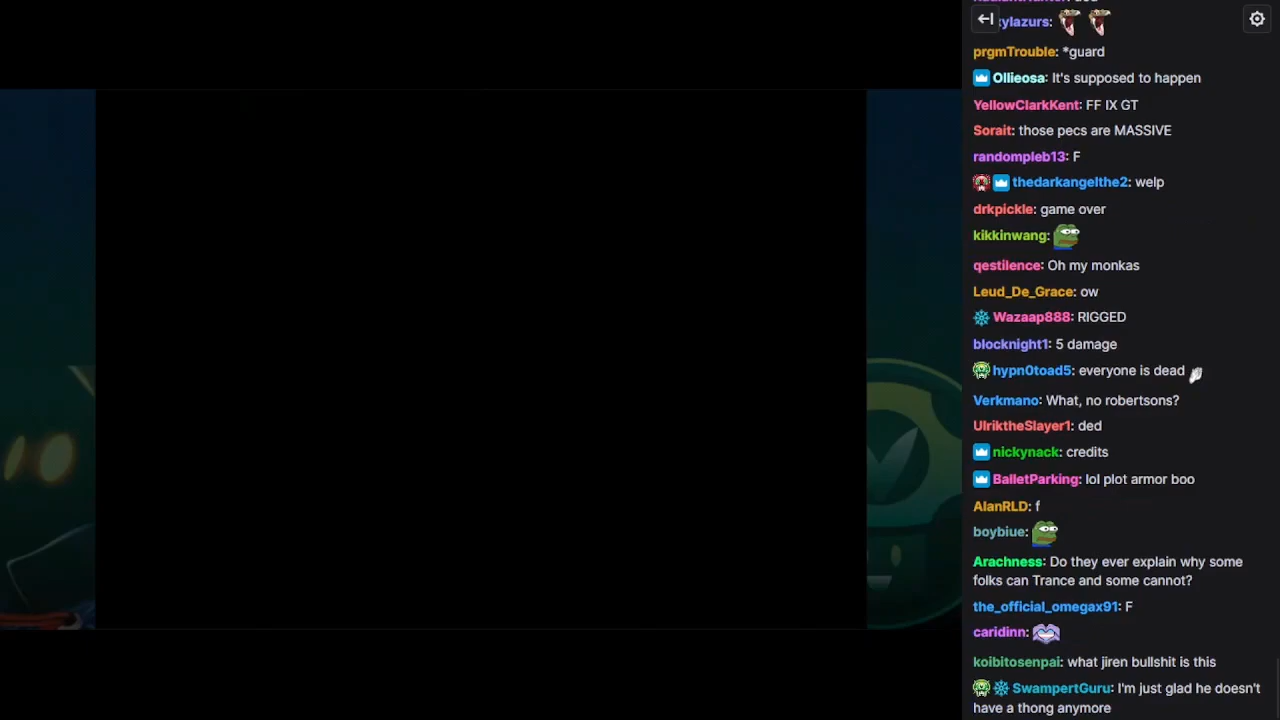 ylazurs:
prgmTrouble: *guard
Ollieosa: It's supposed to happen
YellowClarkKent: FF IX GT
Sorait: those pecs are MASSIVE
randompleb13: F
thedarkangelthe2: welp
drkpickle: game over
kikkinwang:
qestilence: Oh my monkas
Leud_De_Grace: ow
Wazaap888: RIGGED
blocknight1: 5 damage
hypn0toad5: everyone is dead
Verkmano: What, no robertsons?
UlriktheSlayer1: ded
nickynack: credits
BalletParking: lol plot armor boo
AlanRLD: f
boybiue:
Arachness: Do they ever explain why some
folks can Trance and some cannot?
the_official_omegax91: F
caridinn:
koibitosenpai: what jiren bullshit is this
SwampertGuru: I'm just glad he doesn't
have a thong anymore